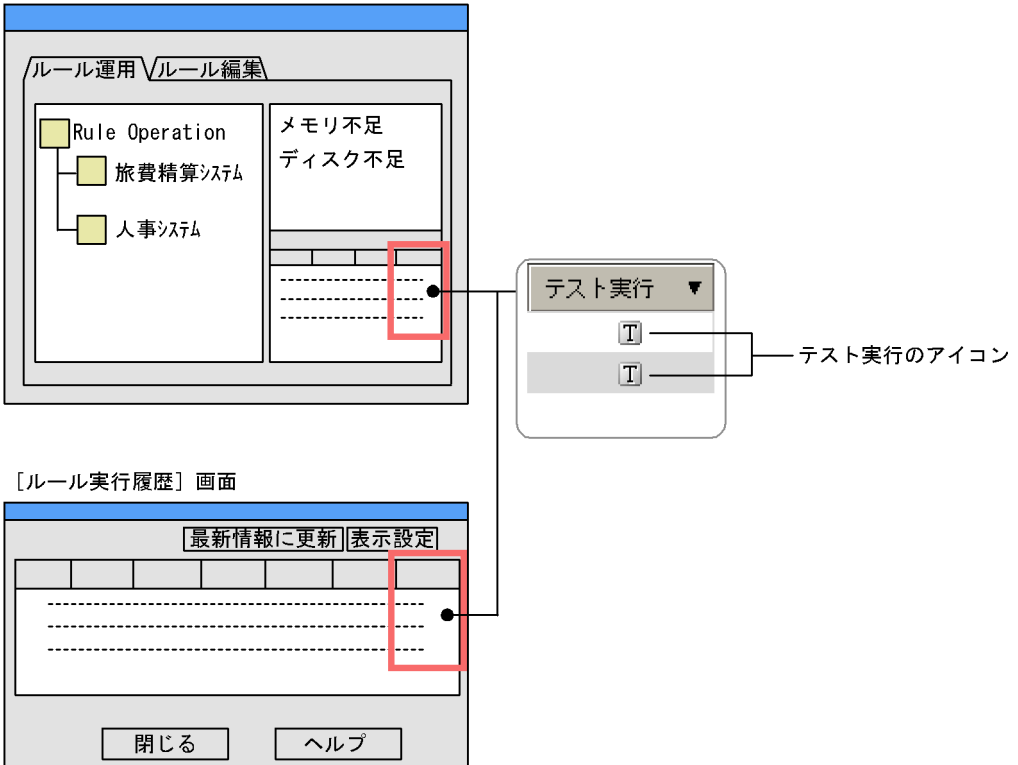 ルール運用 ルール編集
Rule Operation
旅費精算システム
人事システム
メモリ不足
ディスク不足
テスト実行 ▼
T
T
テスト実行のアイコン
[ルール実行履歴] 画面
最新情報に更新 表示設定
閉じる ヘルプ